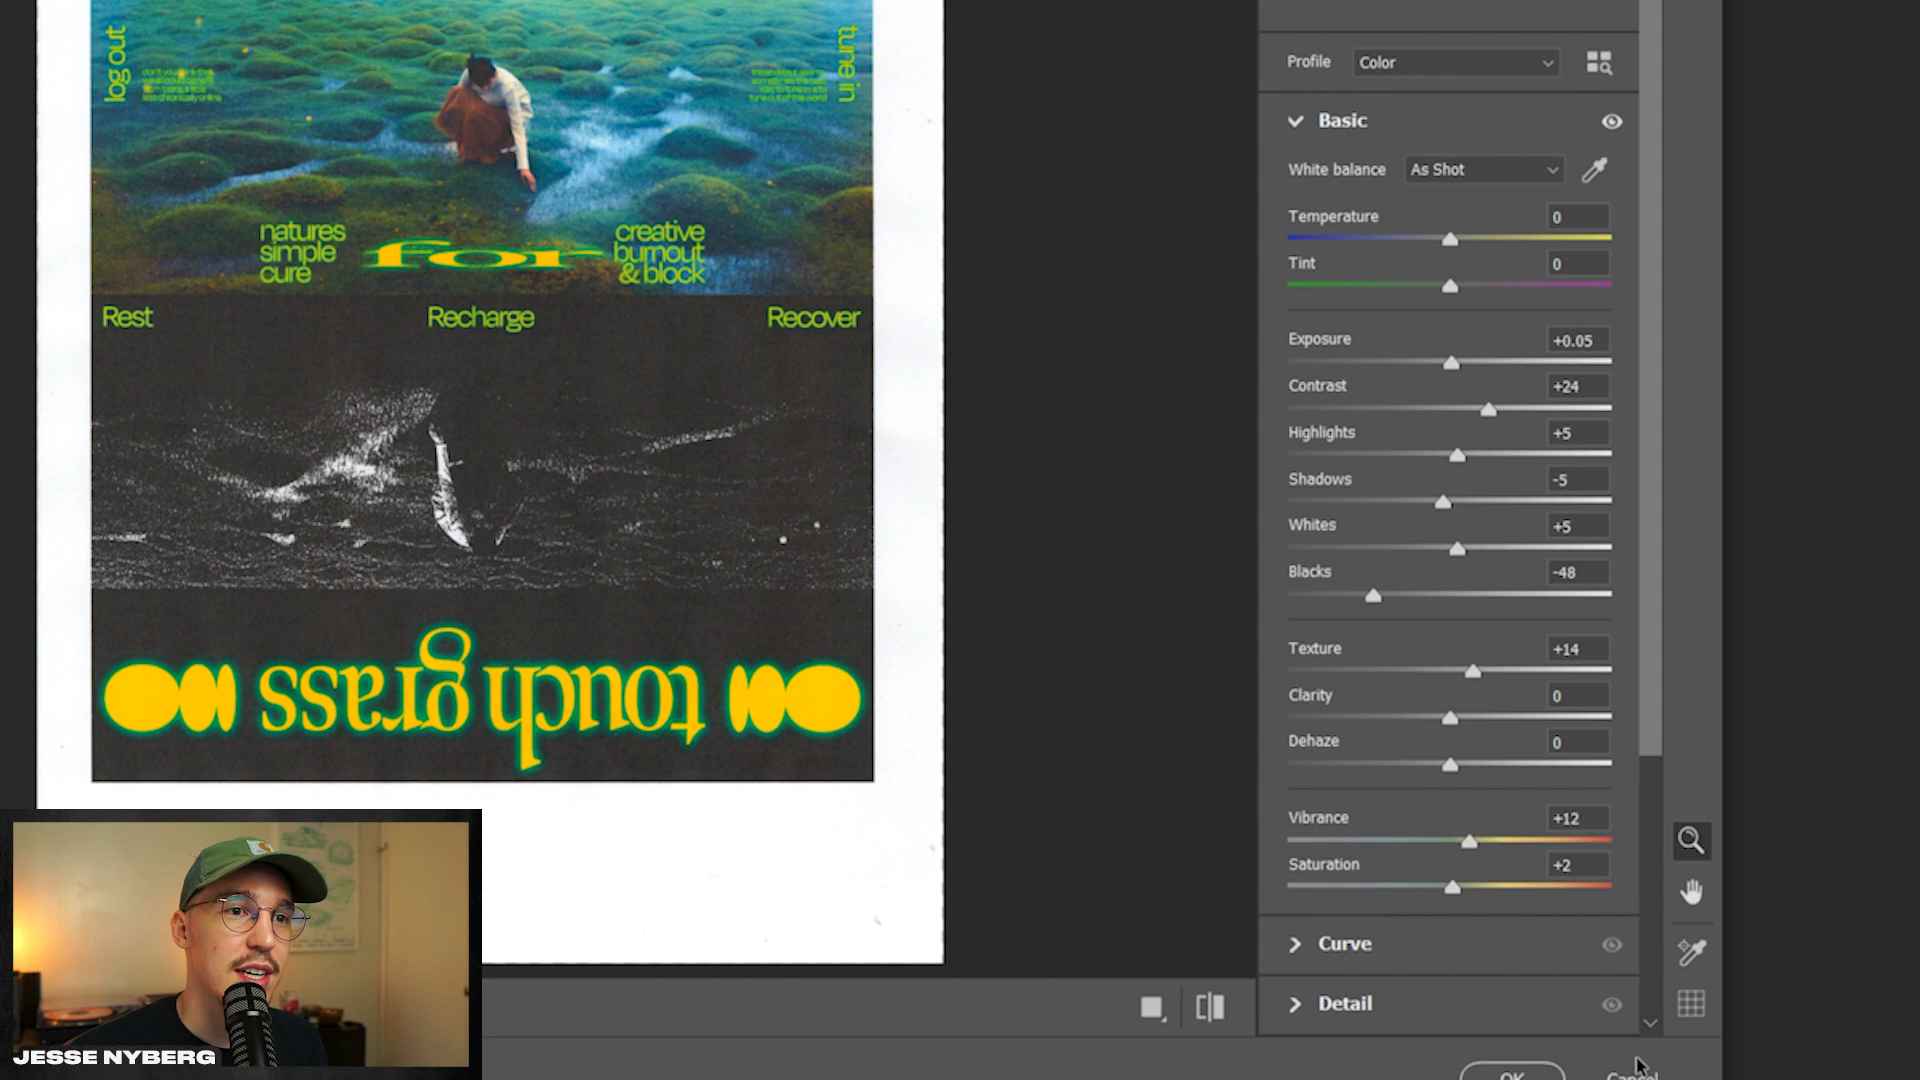 log out
tune in
natures
simple
cure
for
creative
burnout
& block
Rest
Recharge
Recover
touch grass
JESSE NYBERG
Profile
Color
Basic
White balance
As Shot
Temperature
0
Tint
0
Exposure
+0.05
Contrast
+24
Highlights
+5
Shadows
-5
Whites
+5
Blacks
-48
Texture
+14
Clarity
0
Dehaze
0
Vibrance
+12
Saturation
+2
Curve
Detail
OK
Cancel